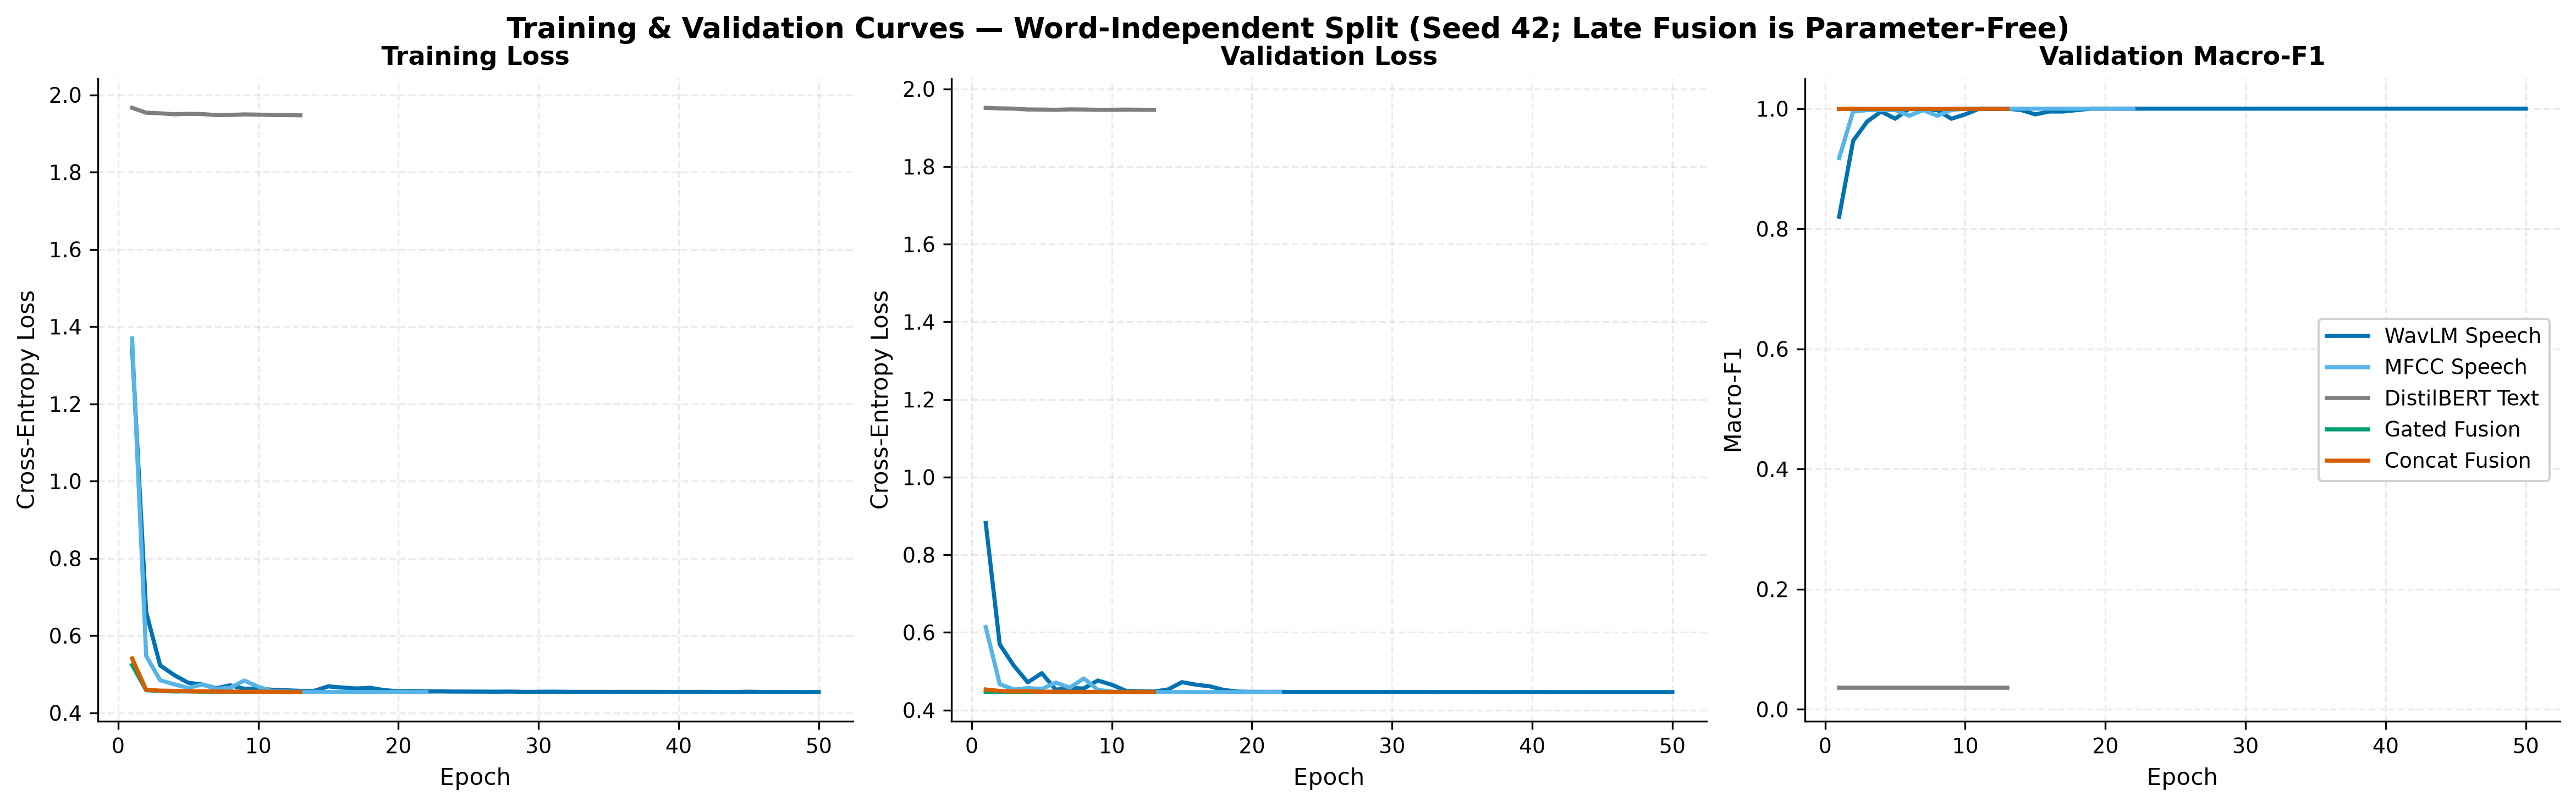 Training & Validation Curves — Word-Independent Split (Seed 42; Late Fusion is Parameter-Free)
Training Loss
Cross-Entropy Loss
2.0
1.8
1.6
1.4
1.2
1.0
0.8
0.6
0.4
0 10 20 30 40 50
Epoch
Validation Loss
Cross-Entropy Loss
2.0
1.8
1.6
1.4
1.2
1.0
0.8
0.6
0.4
0 10 20 30 40 50
Epoch
Validation Macro-F1
Macro-F1
1.0
0.8
0.6
0.4
0.2
0.0
0 10 20 30 40 50
Epoch
WavLM Speech
MFCC Speech
DistilBERT Text
Gated Fusion
Concat Fusion